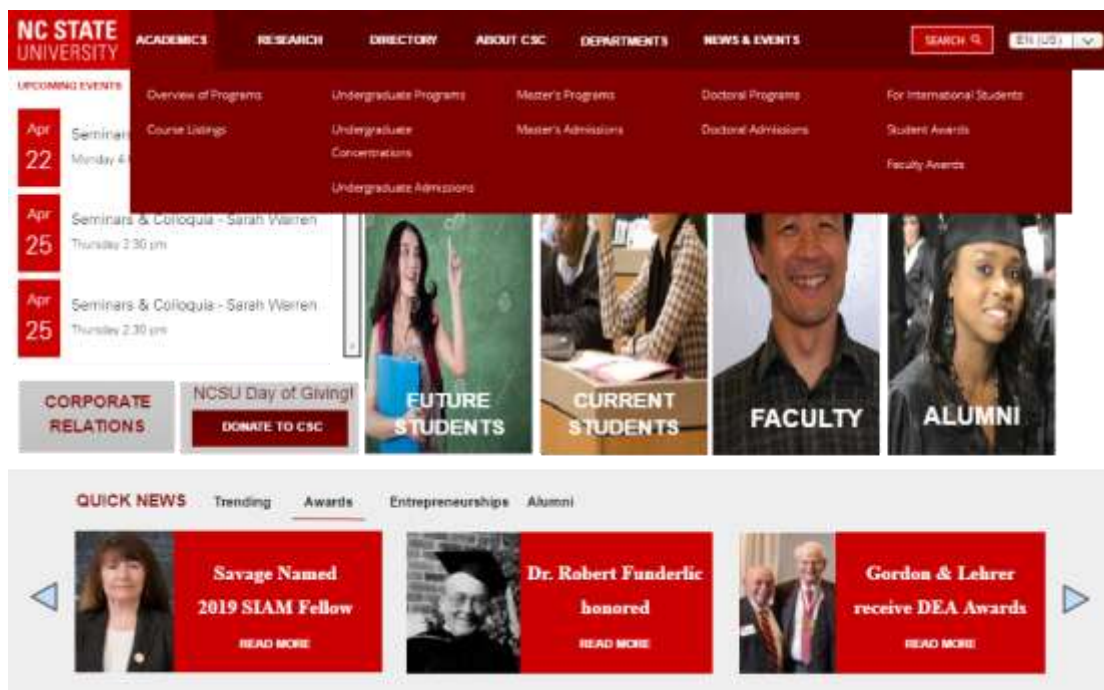 NC STATE
UNIVERSITY
ACADEMICS
RESEARCH
DIRECTORY
ABOUT CSC
DEPARTMENTS
NEWS & EVENTS
SEARCH
EN (US)
UPCOMING EVENTS
Overview of Programs
Course Listings
Undergraduate Programs
Undergraduate
Concentrations
Undergraduate Admissions
Master's Programs
Master's Admissions
Doctoral Programs
Doctoral Admissions
For International Students
Student Awards
Faculty Awards
Apr
22
Seminars
Monday 4
Apr
25
Seminars & Colloquia - Sarah Warren
Thursday 2:30 pm
Apr
25
Seminars & Colloquia - Sarah Warren
Thursday 2:30 pm
CORPORATE
RELATIONS
NCSU Day of Giving!
DONATE TO CSC
FUTURE
STUDENTS
CURRENT
STUDENTS
FACULTY
ALUMNI
QUICK NEWS
Trending
Awards
Entrepreneurships
Alumni
Savage Named
2019 SIAM Fellow
READ MORE
Dr. Robert Funderlic
honored
READ MORE
Gordon & Lehrer
receive DEA Awards
READ MORE